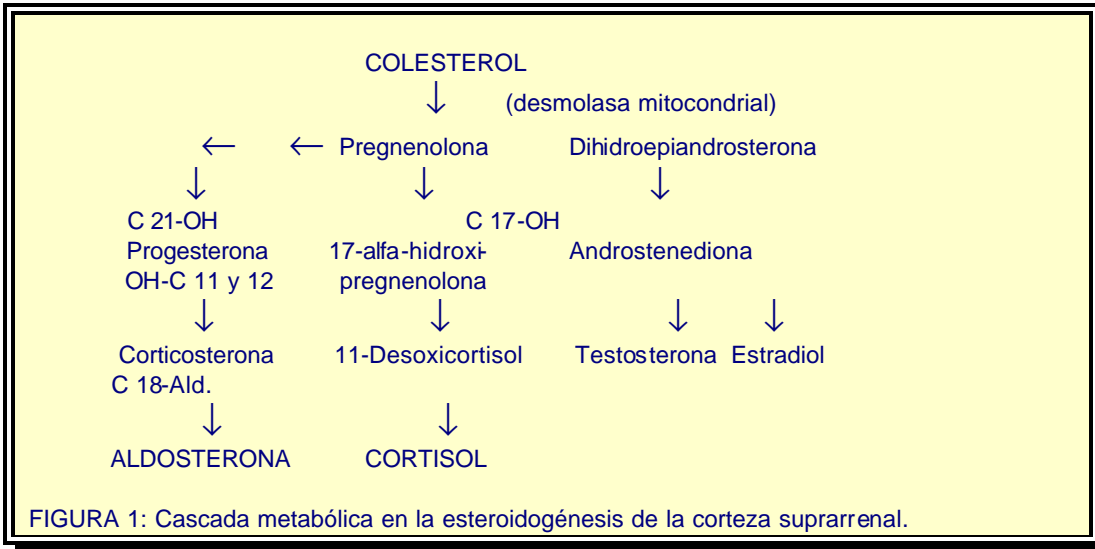 COLESTEROL
↓ (desmolasa mitocondrial)
← ← Pregnenolona Dihidroepiandrosterona
↓ ↓ ↓
C 21-OH C 17-OH
Progesterona 17-alfa-hidroxi- Androstenediona
OH-C 11 y 12 pregnenolona
↓ ↓ ↓ ↓
Corticosterona 11-Desoxicortisol Testosterona Estradiol
C 18-Ald.
↓ ↓
ALDOSTERONA CORTISOL
FIGURA 1: Cascada metabólica en la esteroidogénesis de la corteza suprarrenal.